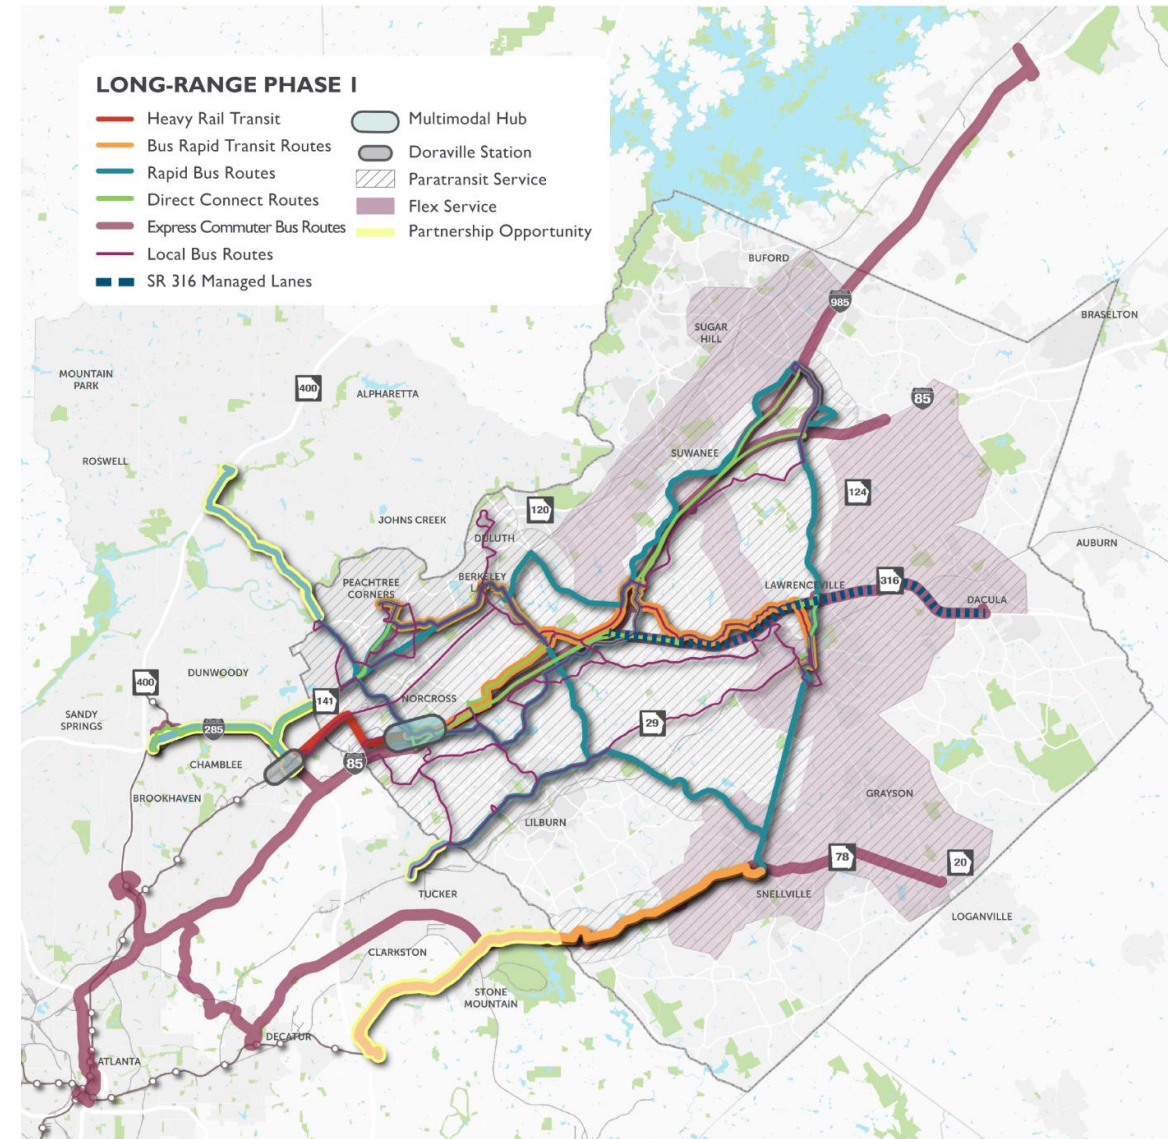 LONG-RANGE PHASE I
Heavy Rail Transit
Bus Rapid Transit Routes
Rapid Bus Routes
Direct Connect Routes
Express Commuter Bus Routes
Local Bus Routes
SR 316 Managed Lanes
Multimodal Hub
Doraville Station
Paratransit Service
Flex Service
Partnership Opportunity
BUFORD
985
BRASELTON
SUGAR
HILL
MOUNTAIN
PARK
400
ALPHARETTA
85
ROSWELL
SUWANEE
124
120
JOHNS CREEK
DULUTH
AUBURN
PEACHTREE
CORNERS
BERKELEY
LAWRENCEVILLE
316
DACULA
DUNWOODY
400
141
NORCROSS
SANDY
SPRINGS
285
29
CHAMBLEE
85
BROOKHAVEN
GRAYSON
LILBURN
78
20
TUCKER
SNELLVILLE
LOGANVILLE
CLARKSTON
STONE
MOUNTAIN
DECATUR
ATLANTA